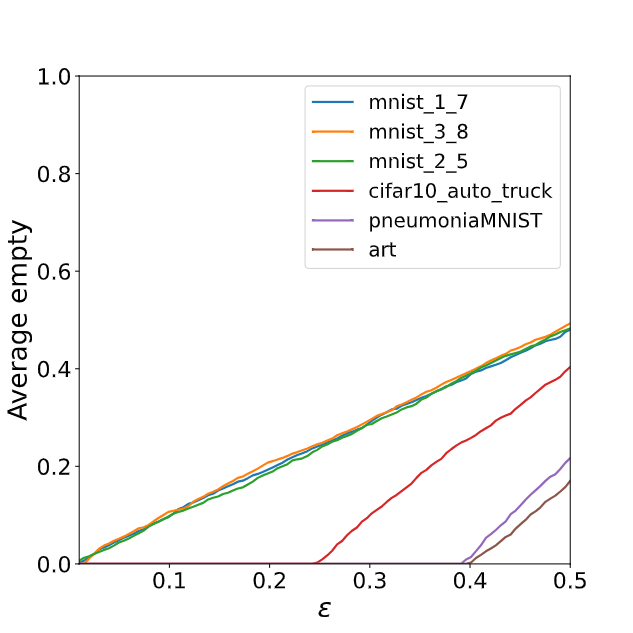 1.0
0.8
0.6
0.4
0.2
0.0
Average empty
mnist_1_7
mnist_3_8
mnist_2_5
cifar10_auto_truck
pneumoniaMNIST
art
0.1 0.2 0.3 0.4 0.5
ε